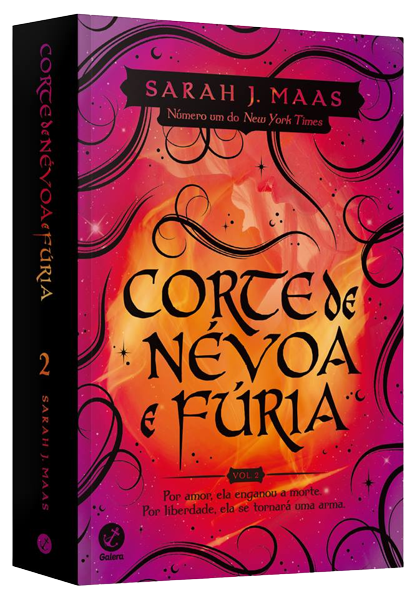 SARAH J. MAAS
Número um do New York Times
CORTE de
NÉVOA
E FÚRIA
VOL 2
Por amor, ela enganou a morte.
Por liberdade, ela se tornará uma arma.
Galera
CORTE de NÉVOA e FÚRIA
2
SARAH J. MAAS